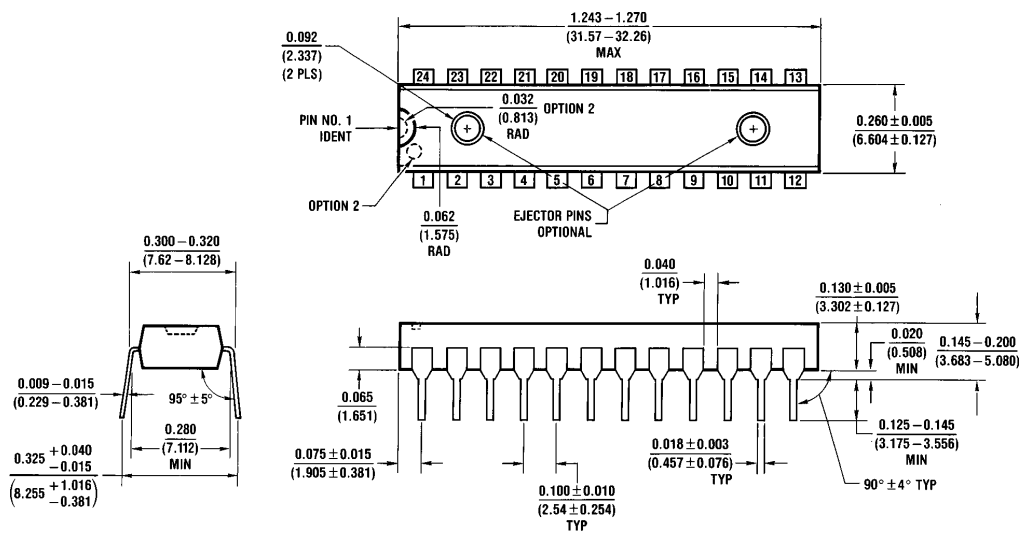 1.243 – 1.270
(31.57 – 32.26)
MAX
0.092
(2.337)
(2 PLS)
24 23 22 21 20 19 18 17 16 15 14 13
0.032
(0.813)
RAD
OPTION 2
PIN NO. 1
IDENT
0.260 ± 0.005
(6.604 ± 0.127)
1 2 3 4 5 6 7 8 9 10 11 12
OPTION 2
0.062
(1.575)
RAD
EJECTOR PINS
OPTIONAL
0.300 – 0.320
(7.62 – 8.128)
0.040
(1.016)
TYP
0.130 ± 0.005
(3.302 ± 0.127)
0.020
(0.508)
MIN
0.145 – 0.200
(3.683 – 5.080)
0.009 – 0.015
(0.229 – 0.381)
95° ± 5°
0.065
(1.651)
0.280
(7.112)
MIN
0.125 – 0.145
(3.175 – 3.556)
MIN
0.325 +0.040 −0.015
(8.255 +1.016 −0.381)
0.075 ± 0.015
(1.905 ± 0.381)
0.018 ± 0.003
(0.457 ± 0.076)
TYP
90° ± 4° TYP
0.100 ± 0.010
(2.54 ± 0.254)
TYP